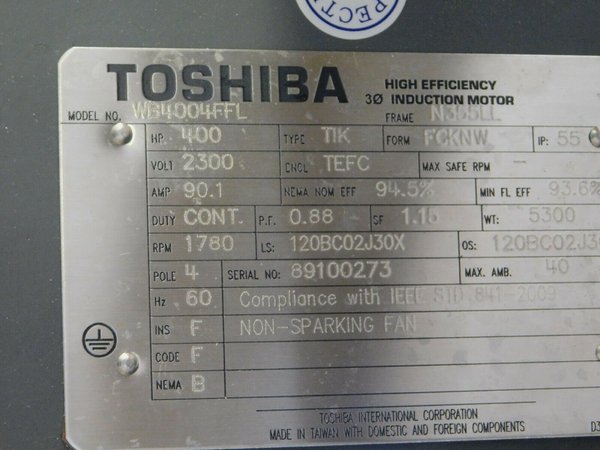 PECT
TOSHIBA HIGH EFFICIENCY
3Ø INDUCTION MOTOR
MODEL NO. FRAME
HP 400 TYPE TIK FORM FCKNW IP: 55
VOLT 2300 ENCL TEFC MAX SAFE RPM
AMP 90.1 NEMA NOM EFF 94.5% MIN FL EFF 93.6%
DUTY CONT. P.F. 0.88 SF 1.15 WT: 5300
RPM 1780 LS: 120BC02J30X OS: 120BC02J3
POLE 4 SERIAL NO: 89100273 MAX. AMB. 40
Hz 60 Compliance with IEEE STD 841-2009
INS F NON-SPARKING FAN
CODE F
NEMA B
TOSHIBA INTERNATIONAL CORPORATION
MADE IN TAIWAN WITH DOMESTIC AND FOREIGN COMPONENTS D3